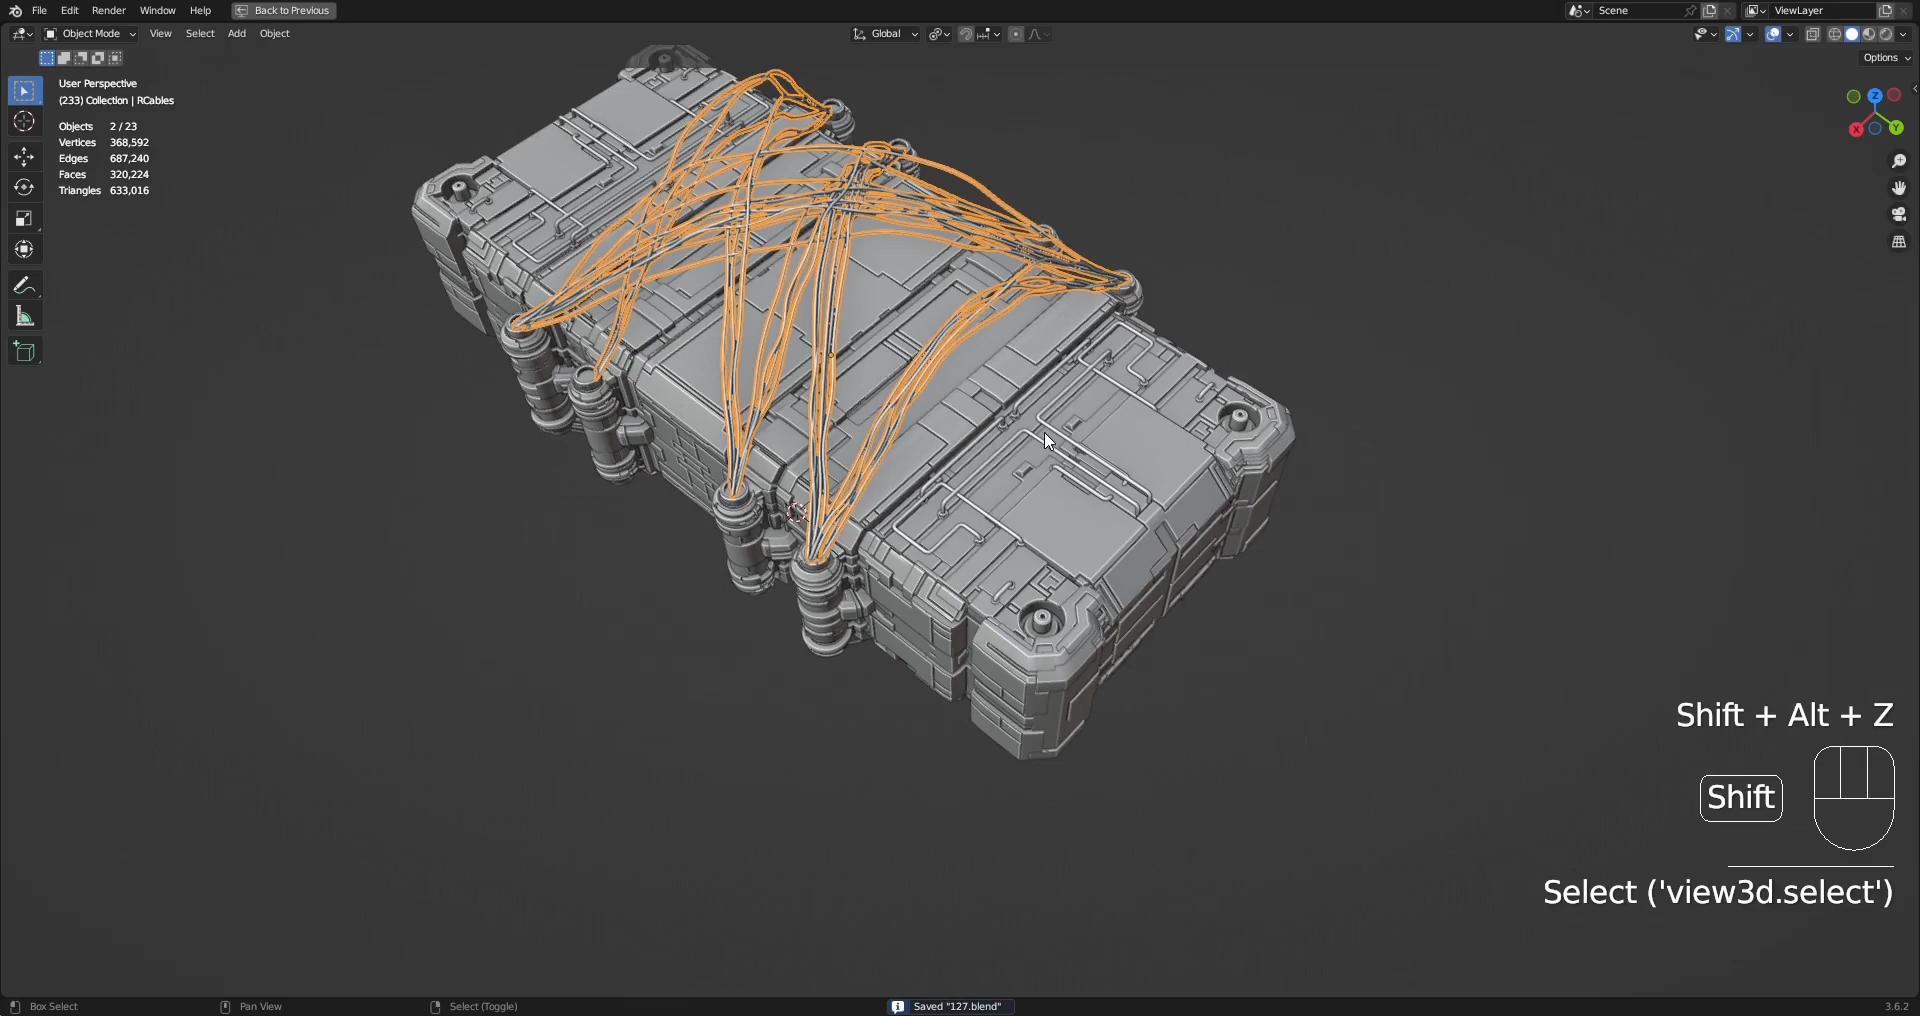 File Edit Render Window Help Back to Previous Scene ViewLayer
Object Mode View Select Add Object Global
Options
User Perspective
(233) Collection | RCables
Objects 2 / 23
Vertices 368,592
Edges 687,240
Faces 320,224
Triangles 633,016
Z
X Y
Shift + Alt + Z
Shift
Select ('view3d.select')
Box Select Pan View Select (Toggle) Saved "127.blend" 3.6.2